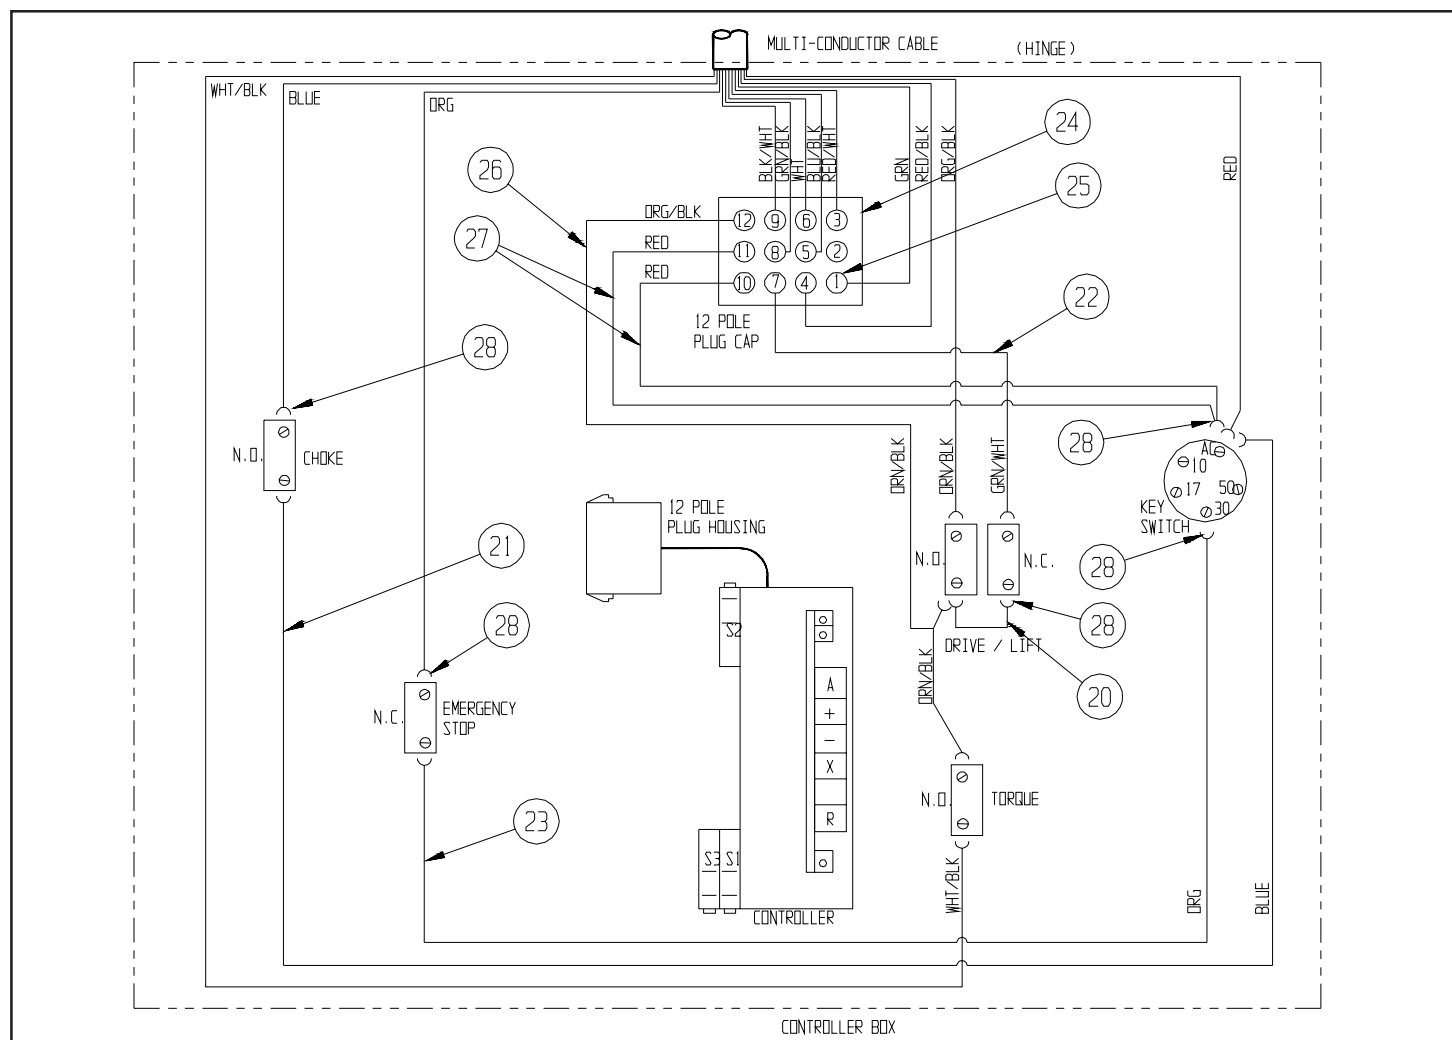 MULTI-CONDUCTOR CABLE
(HINGE)
WHT/BLK
BLUE
ORG
BLK/WHT
GRN/BLK
WHT
BLU/BLK
RED/WHT
GRN
RED/BLK
ORG/BLK
RED
24
26
25
27
ORG/BLK
RED
RED
12 9 6 3
11 8 5 2
10 7 4 1
12 POLE
PLUG CAP
22
28
28
N.O.
CHOKE
ORN/BLK
ORN/BLK
GRN/WHT
AC
10
17
50
30
KEY
SWITCH
12 POLE
PLUG HOUSING
21
N.O.
N.C.
28
28
28
S2
DRIVE / LIFT
ORN/BLK
20
A
+
-
X
R
N.C.
EMERGENCY
STOP
N.O.
TORQUE
23
S3
S1
CONTROLLER
WHT/BLK
ORG
BLUE
CONTROLLER BOX